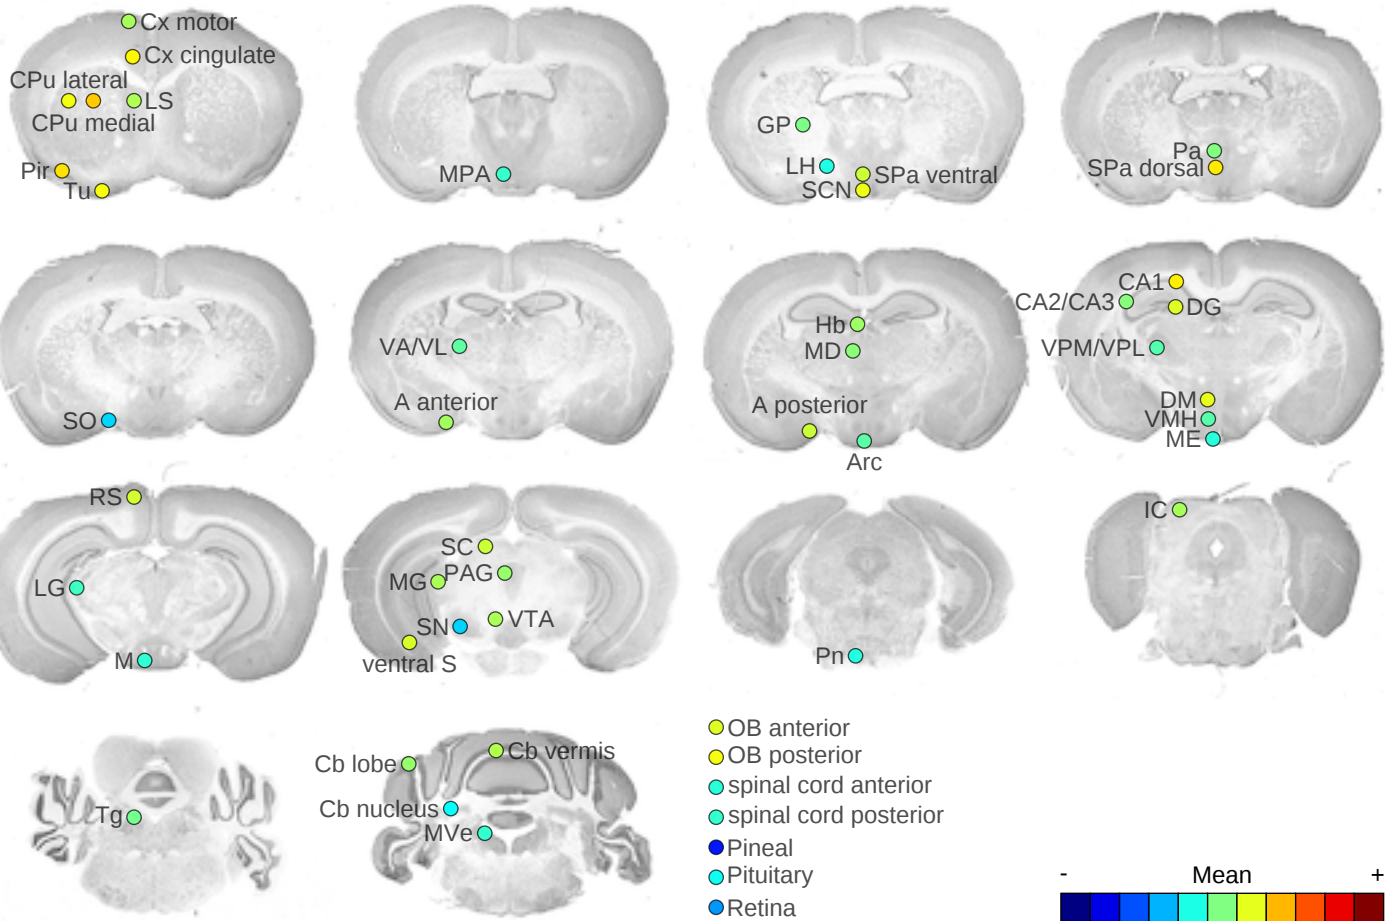 Cx motor
Cx cingulate
CPu lateral
LS
CPu medial
Pir
Tu
MPA
GP
LH
SPa ventral
SCN
Pa
SPa dorsal
SO
VA/VL
A anterior
Hb
MD
A posterior
Arc
CA1
CA2/CA3
DG
VPM/VPL
DM
VMH
ME
RS
LG
M
SC
PAG
MG
VTA
SN
ventral S
Pn
IC
Tg
Cb vermis
Cb lobe
Cb nucleus
MVe
OB anterior
OB posterior
spinal cord anterior
spinal cord posterior
Pineal
Pituitary
Retina
- Mean +